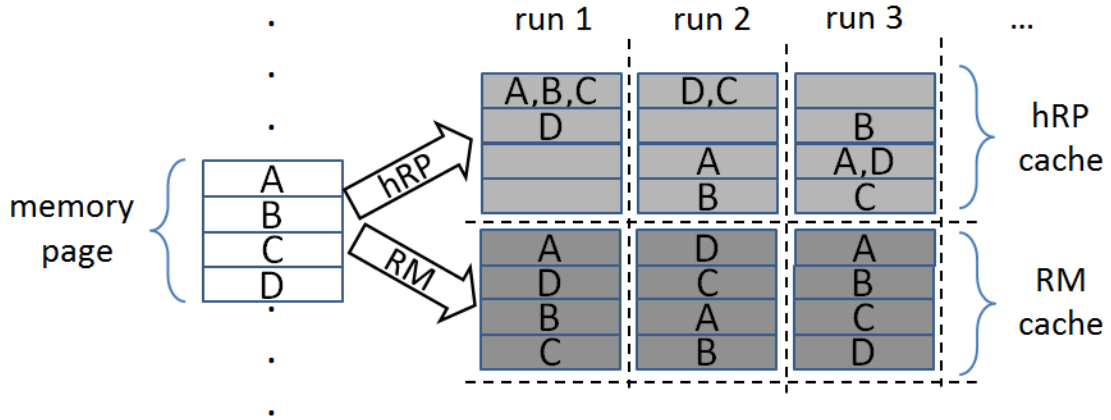 run 1 run 2 run 3 ...
memory
page
A
B
C
D
hRP
RM
A,B,C
D
D,C
A
B
B
A,D
C
hRP
cache
A
D
B
C
D
C
A
B
A
B
C
D
RM
cache